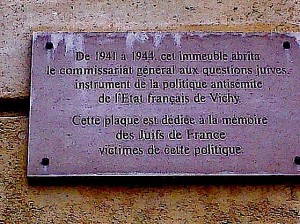 De 1941 à 1944, cet immeuble abrita
le commissariat général aux questions juives,
instrument de la politique antisémite
de l'Etat français de Vichy.
Cette plaque est dédiée à la mémoire
des Juifs de France
victimes de cette politique.